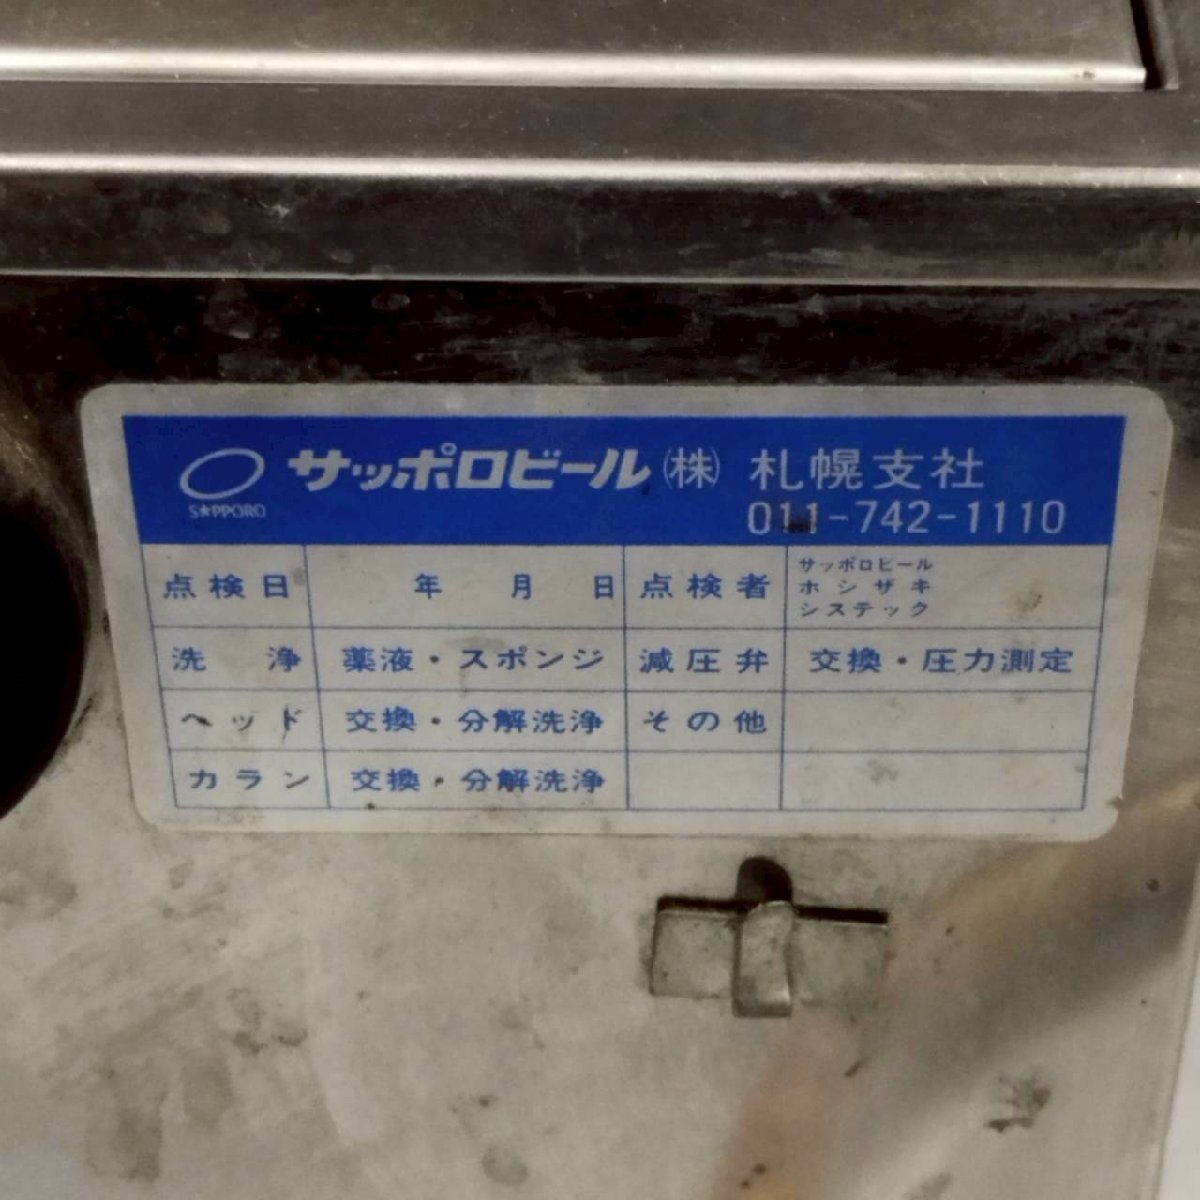 サッポロビール(株) 札幌支社
SAPPORO
011-742-1110
点検日 年 月 日 点検者 サッポロビール
ホシザキ
システック
洗浄 薬液・スポンジ 減圧弁 交換・圧力測定
ヘッド 交換・分解洗浄 その他
カラン 交換・分解洗浄